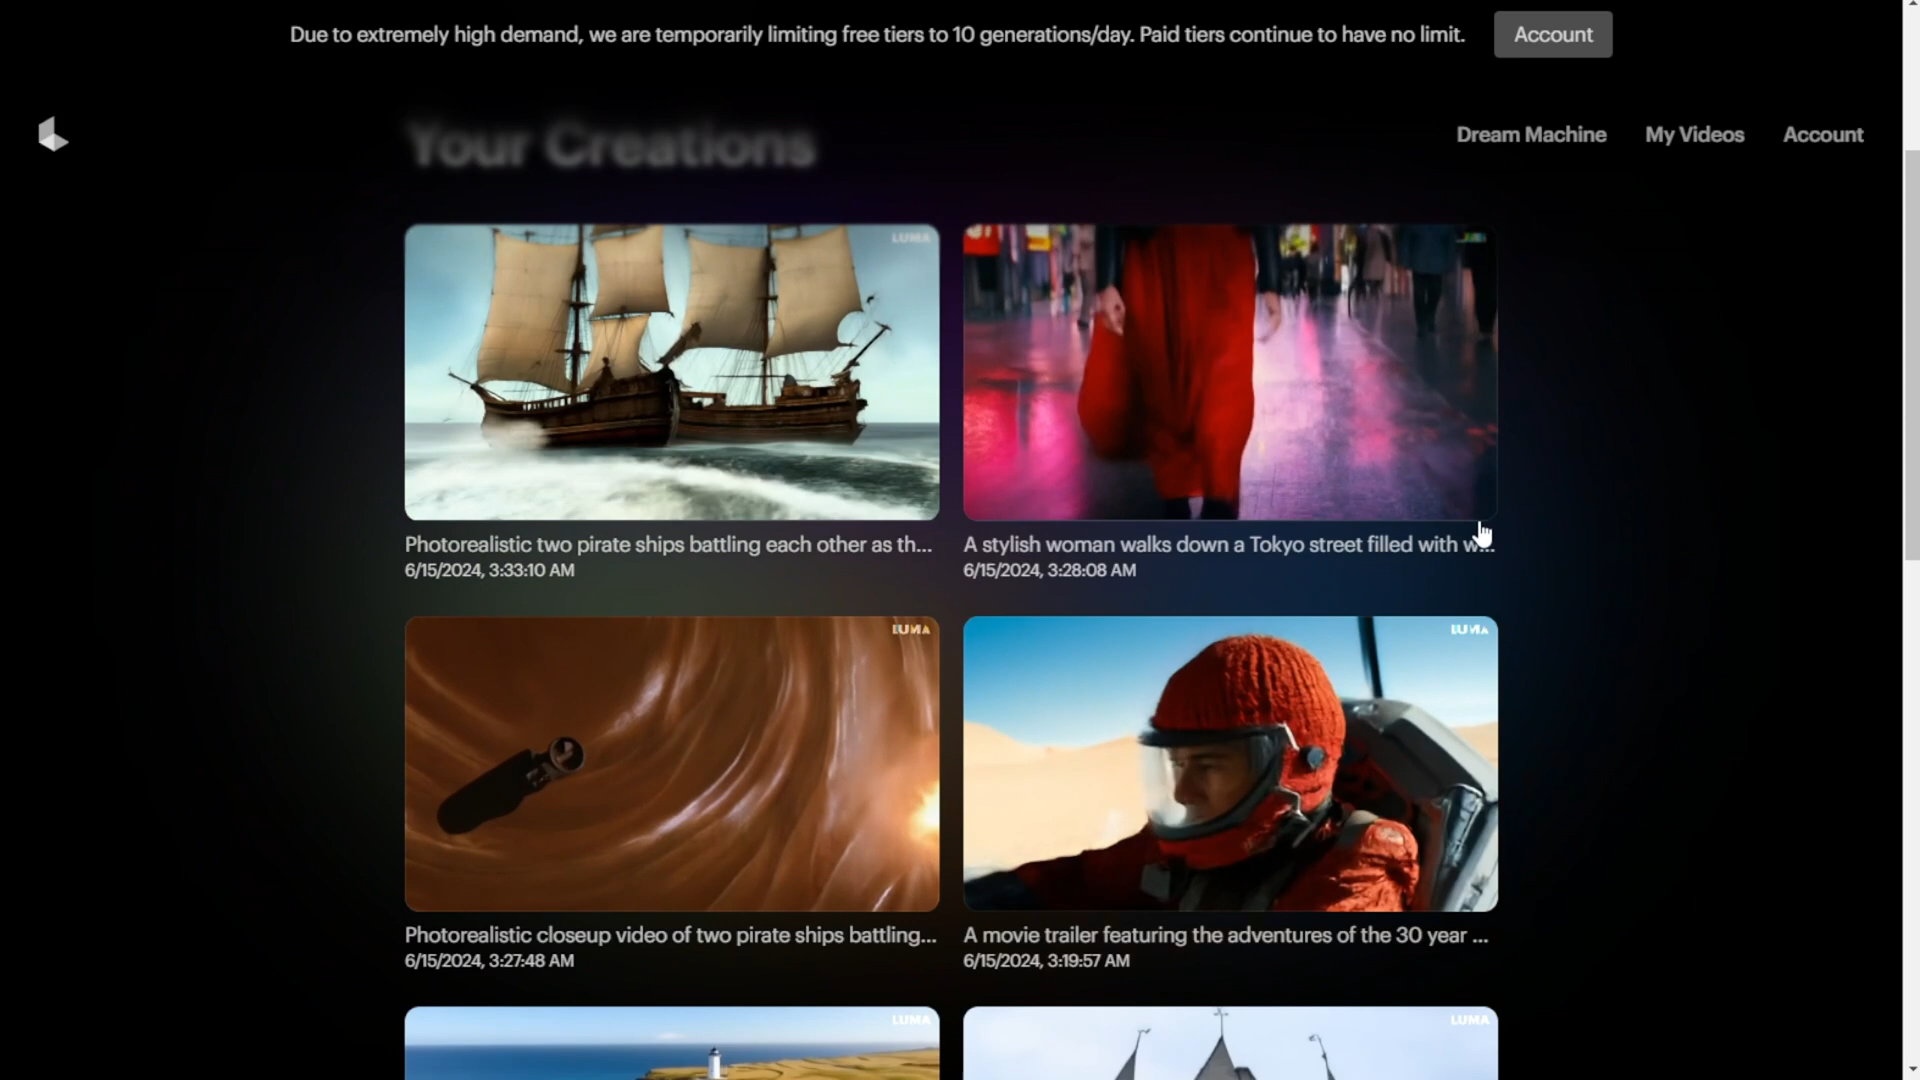 Due to extremely high demand, we are temporarily limiting free tiers to 10 generations/day. Paid tiers continue to have no limit.
Account
Your Creations
Dream Machine
My Videos
Account
LUMA
Photorealistic two pirate ships battling each other as th...
6/15/2024, 3:33:10 AM
A stylish woman walks down a Tokyo street filled with w...
6/15/2024, 3:28:08 AM
LUMA
LUMA
Photorealistic closeup video of two pirate ships battling...
6/15/2024, 3:27:48 AM
A movie trailer featuring the adventures of the 30 year ...
6/15/2024, 3:19:57 AM
LUMA
LUMA